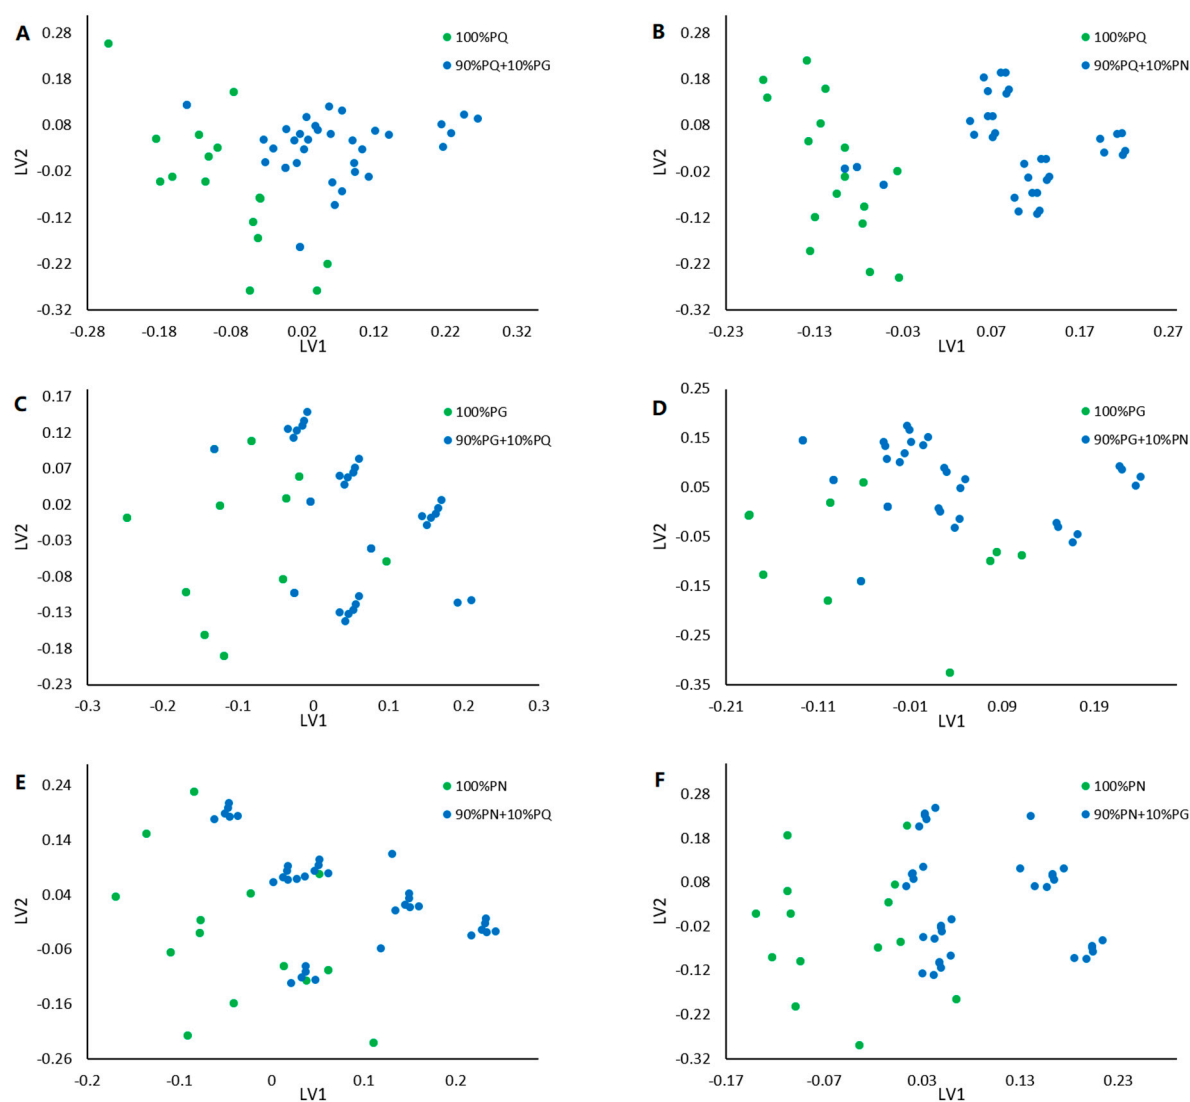 A
0.28
0.18
0.08
-0.02
-0.12
-0.22
-0.32
LV2
-0.28 -0.18 -0.08 0.02 0.12 0.22 0.32
LV1
100%PQ
90%PQ+10%PG
B
0.28
0.18
0.08
-0.02
-0.12
-0.22
-0.32
LV2
-0.23 -0.13 -0.03 0.07 0.17 0.27
LV1
100%PQ
90%PQ+10%PN
C
0.17
0.12
0.07
0.02
-0.03
-0.08
-0.13
-0.18
-0.23
LV2
-0.3 -0.2 -0.1 0 0.1 0.2 0.3
LV1
100%PG
90%PG+10%PQ
D
0.25
0.15
0.05
-0.05
-0.15
-0.25
-0.35
LV2
-0.21 -0.11 -0.01 0.09 0.19
LV1
100%PG
90%PG+10%PN
E
0.24
0.14
0.04
-0.06
-0.16
-0.26
LV2
-0.2 -0.1 0 0.1 0.2
LV1
100%PN
90%PN+10%PQ
F
0.28
0.18
0.08
-0.02
-0.12
-0.22
-0.32
LV2
-0.17 -0.07 0.03 0.13 0.23
LV1
100%PN
90%PN+10%PG